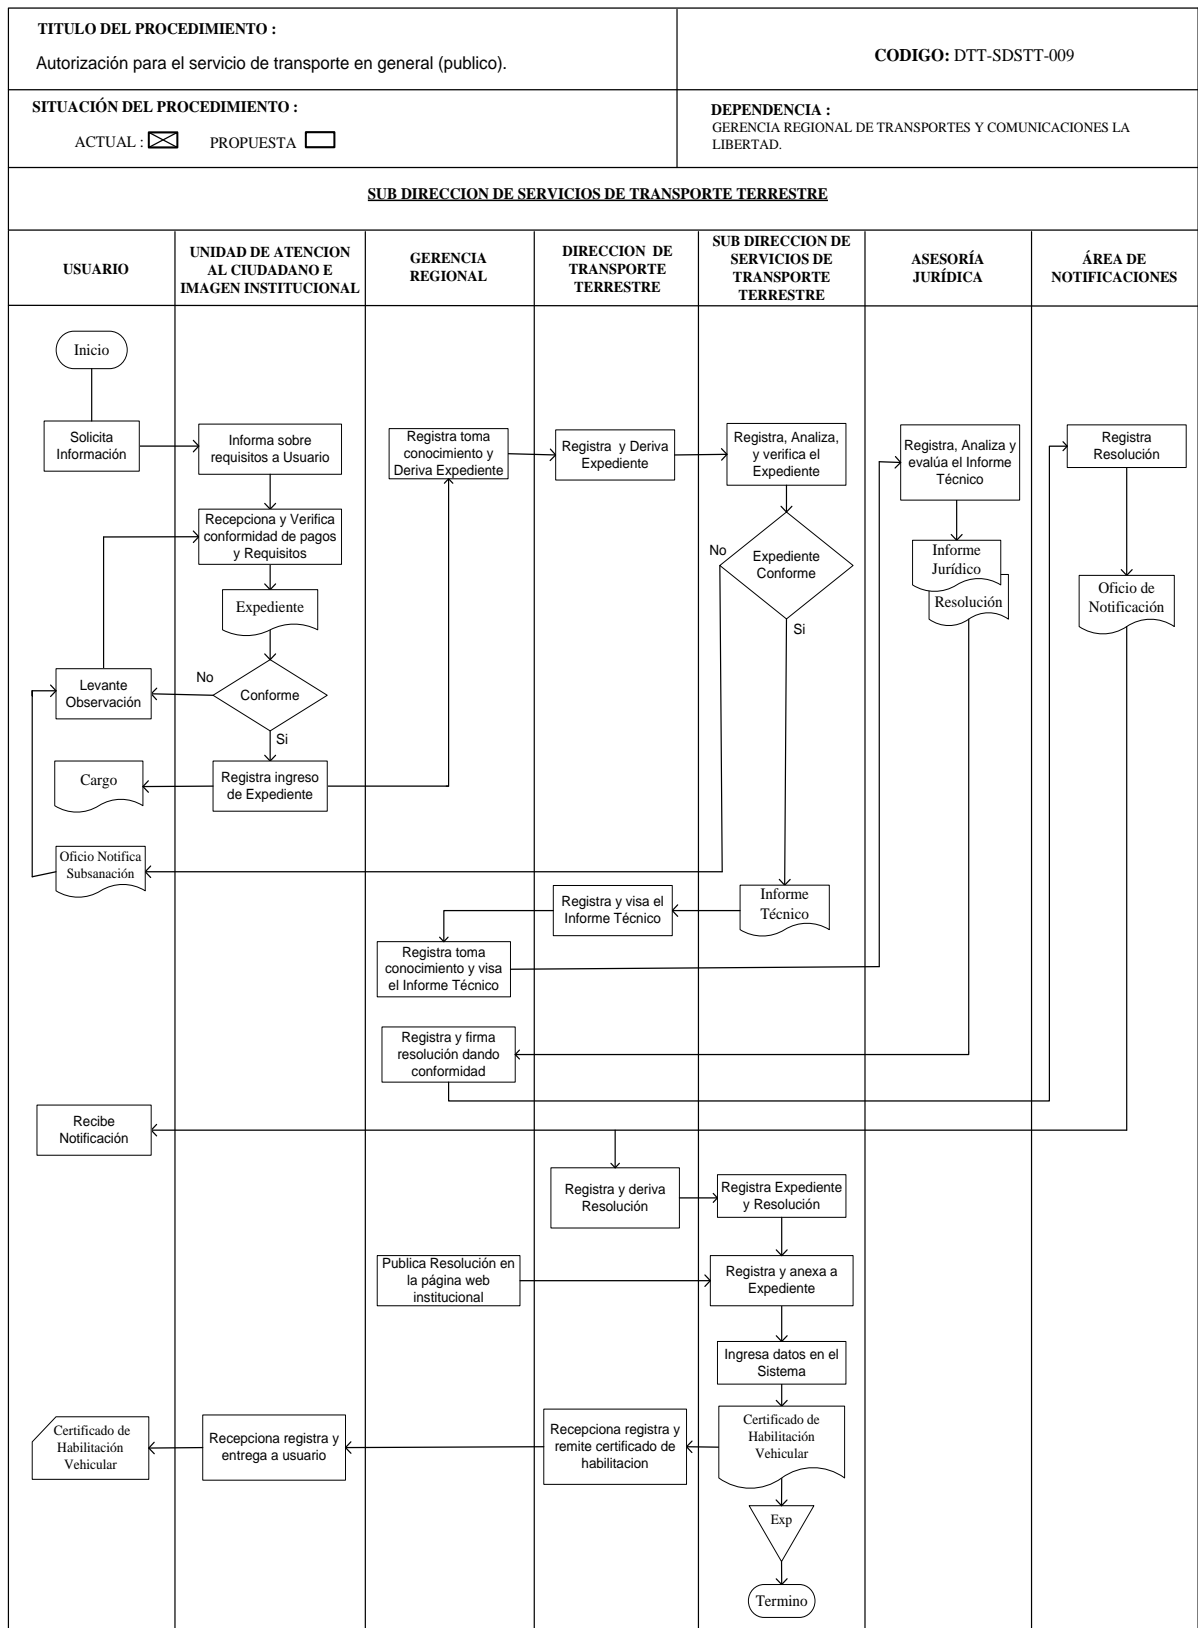 TITULO DEL PROCEDIMIENTO :
Autorización para el servicio de transporte en general (publico).
CODIGO: DTT-SDSTT-009
SITUACIÓN DEL PROCEDIMIENTO :
ACTUAL :
PROPUESTA
DEPENDENCIA :
GERENCIA REGIONAL DE TRANSPORTES Y COMUNICACIONES LA
LIBERTAD.
SUB DIRECCION DE SERVICIOS DE TRANSPORTE TERRESTRE
USUARIO
UNIDAD DE ATENCION
AL CIUDADANO E
IMAGEN INSTITUCIONAL
GERENCIA
REGIONAL
DIRECCION DE
TRANSPORTE
TERRESTRE
SUB DIRECCION DE
SERVICIOS DE
TRANSPORTE
TERRESTRE
ASESORÍA
JURÍDICA
ÁREA DE
NOTIFICACIONES
Inicio
Solicita
Información
Informa sobre
requisitos a Usuario
Registra toma
conocimiento y
Deriva Expediente
Registra y Deriva
Expediente
Registra, Analiza,
y verifica el
Expediente
Registra, Analiza y
evalúa el Informe
Técnico
Registra
Resolución
Recepciona y Verifica
conformidad de pagos
y Requisitos
No
Expediente
Conforme
Si
Informe
Jurídico
Resolución
Oficio de
Notificación
Expediente
Levante
Observación
No
Conforme
Si
Cargo
Registra ingreso
de Expediente
Oficio Notifica
Subsanación
Registra y visa el
Informe Técnico
Informe
Técnico
Registra toma
conocimiento y visa
el Informe Técnico
Registra y firma
resolución dando
conformidad
Recibe
Notificación
Registra y deriva
Resolución
Registra Expediente
y Resolución
Publica Resolución en
la página web
institucional
Registra y anexa a
Expediente
Ingresa datos en el
Sistema
Certificado de
Habilitación
Vehicular
Recepciona registra y
entrega a usuario
Recepciona registra y
remite certificado de
habilitacion
Certificado de
Habilitación
Vehicular
Exp
Termino